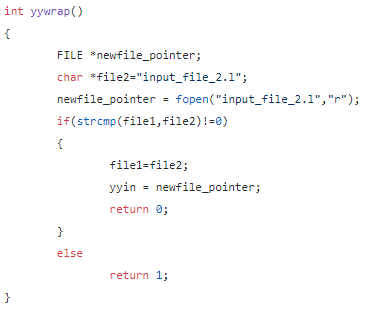 int yywrap()
{
        FILE *newfile_pointer;
        char *file2="input_file_2.l";
        newfile_pointer = fopen("input_file_2.l","r");
        if(strcmp(file1,file2)!=0)
        {
                file1=file2;
                yyin = newfile_pointer;
                return 0;
        }
        else
                return 1;
}